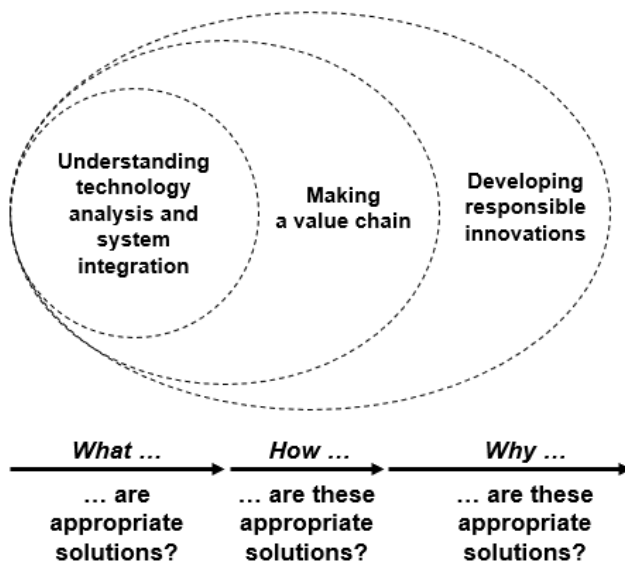 Understanding
technology
analysis and
system
integration
Making
a value chain
Developing
responsible
innovations
What …
… are
appropriate
solutions?
How …
… are these
appropriate
solutions?
Why …
… are these
appropriate
solutions?